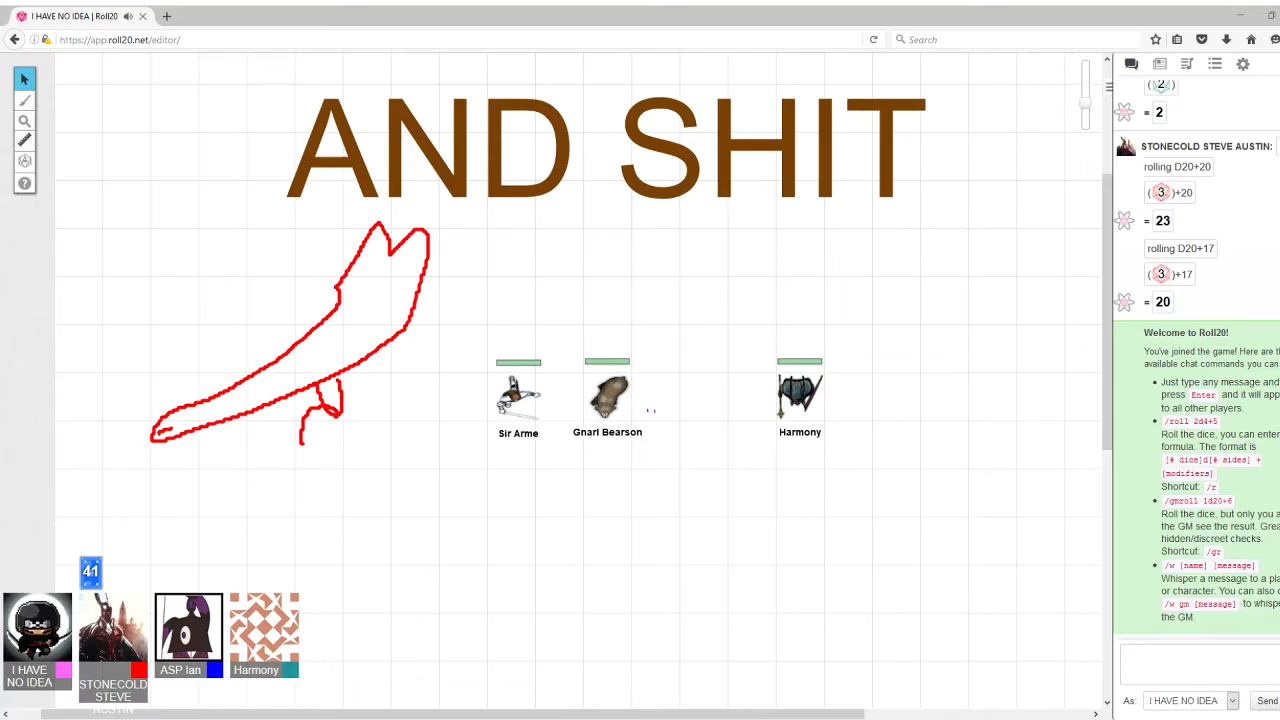 I HAVE NO IDEA | Roll20
https://app.roll20.net/editor/
Search
AND SHIT
Sir Arme
Gnarl Bearson
Harmony
41
I HAVE
NO IDEA
STONECOLD
STEVE
AUSTIN
ASP Ian
Harmony
(2)
= 2
STONECOLD STEVE AUSTIN:
rolling D20+20
(3)+20
= 23
rolling D20+17
(3)+17
= 20
Welcome to Roll20!
You've joined the game! Here are the
available chat commands you can
Just type any message and
press Enter and it will app
to all other players.
/roll 2d4+5
Roll the dice, you can enter
formula. The format is
[# dice]d[# sides] +
[modifiers]
Shortcut: /r
/gmroll 1d20+6
Roll the dice, but only you a
the GM see the result. Grea
hidden/discreet checks.
Shortcut: /gr
/w [name] [message]
Whisper a message to a pla
or character. You can also
/w gm [message] to whisp
the GM.
As: I HAVE NO IDEA
Send